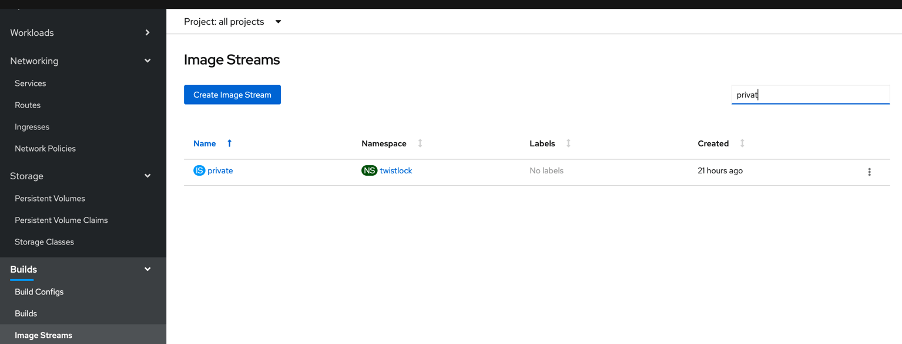 Project: all projects
Workloads
Networking
Services
Routes
Ingresses
Network Policies
Storage
Persistent Volumes
Persistent Volume Claims
Storage Classes
Builds
Build Configs
Builds
Image Streams
Image Streams
Create Image Stream
privat
Name Namespace Labels Created
IS private NS twistlock No labels 21 hours ago